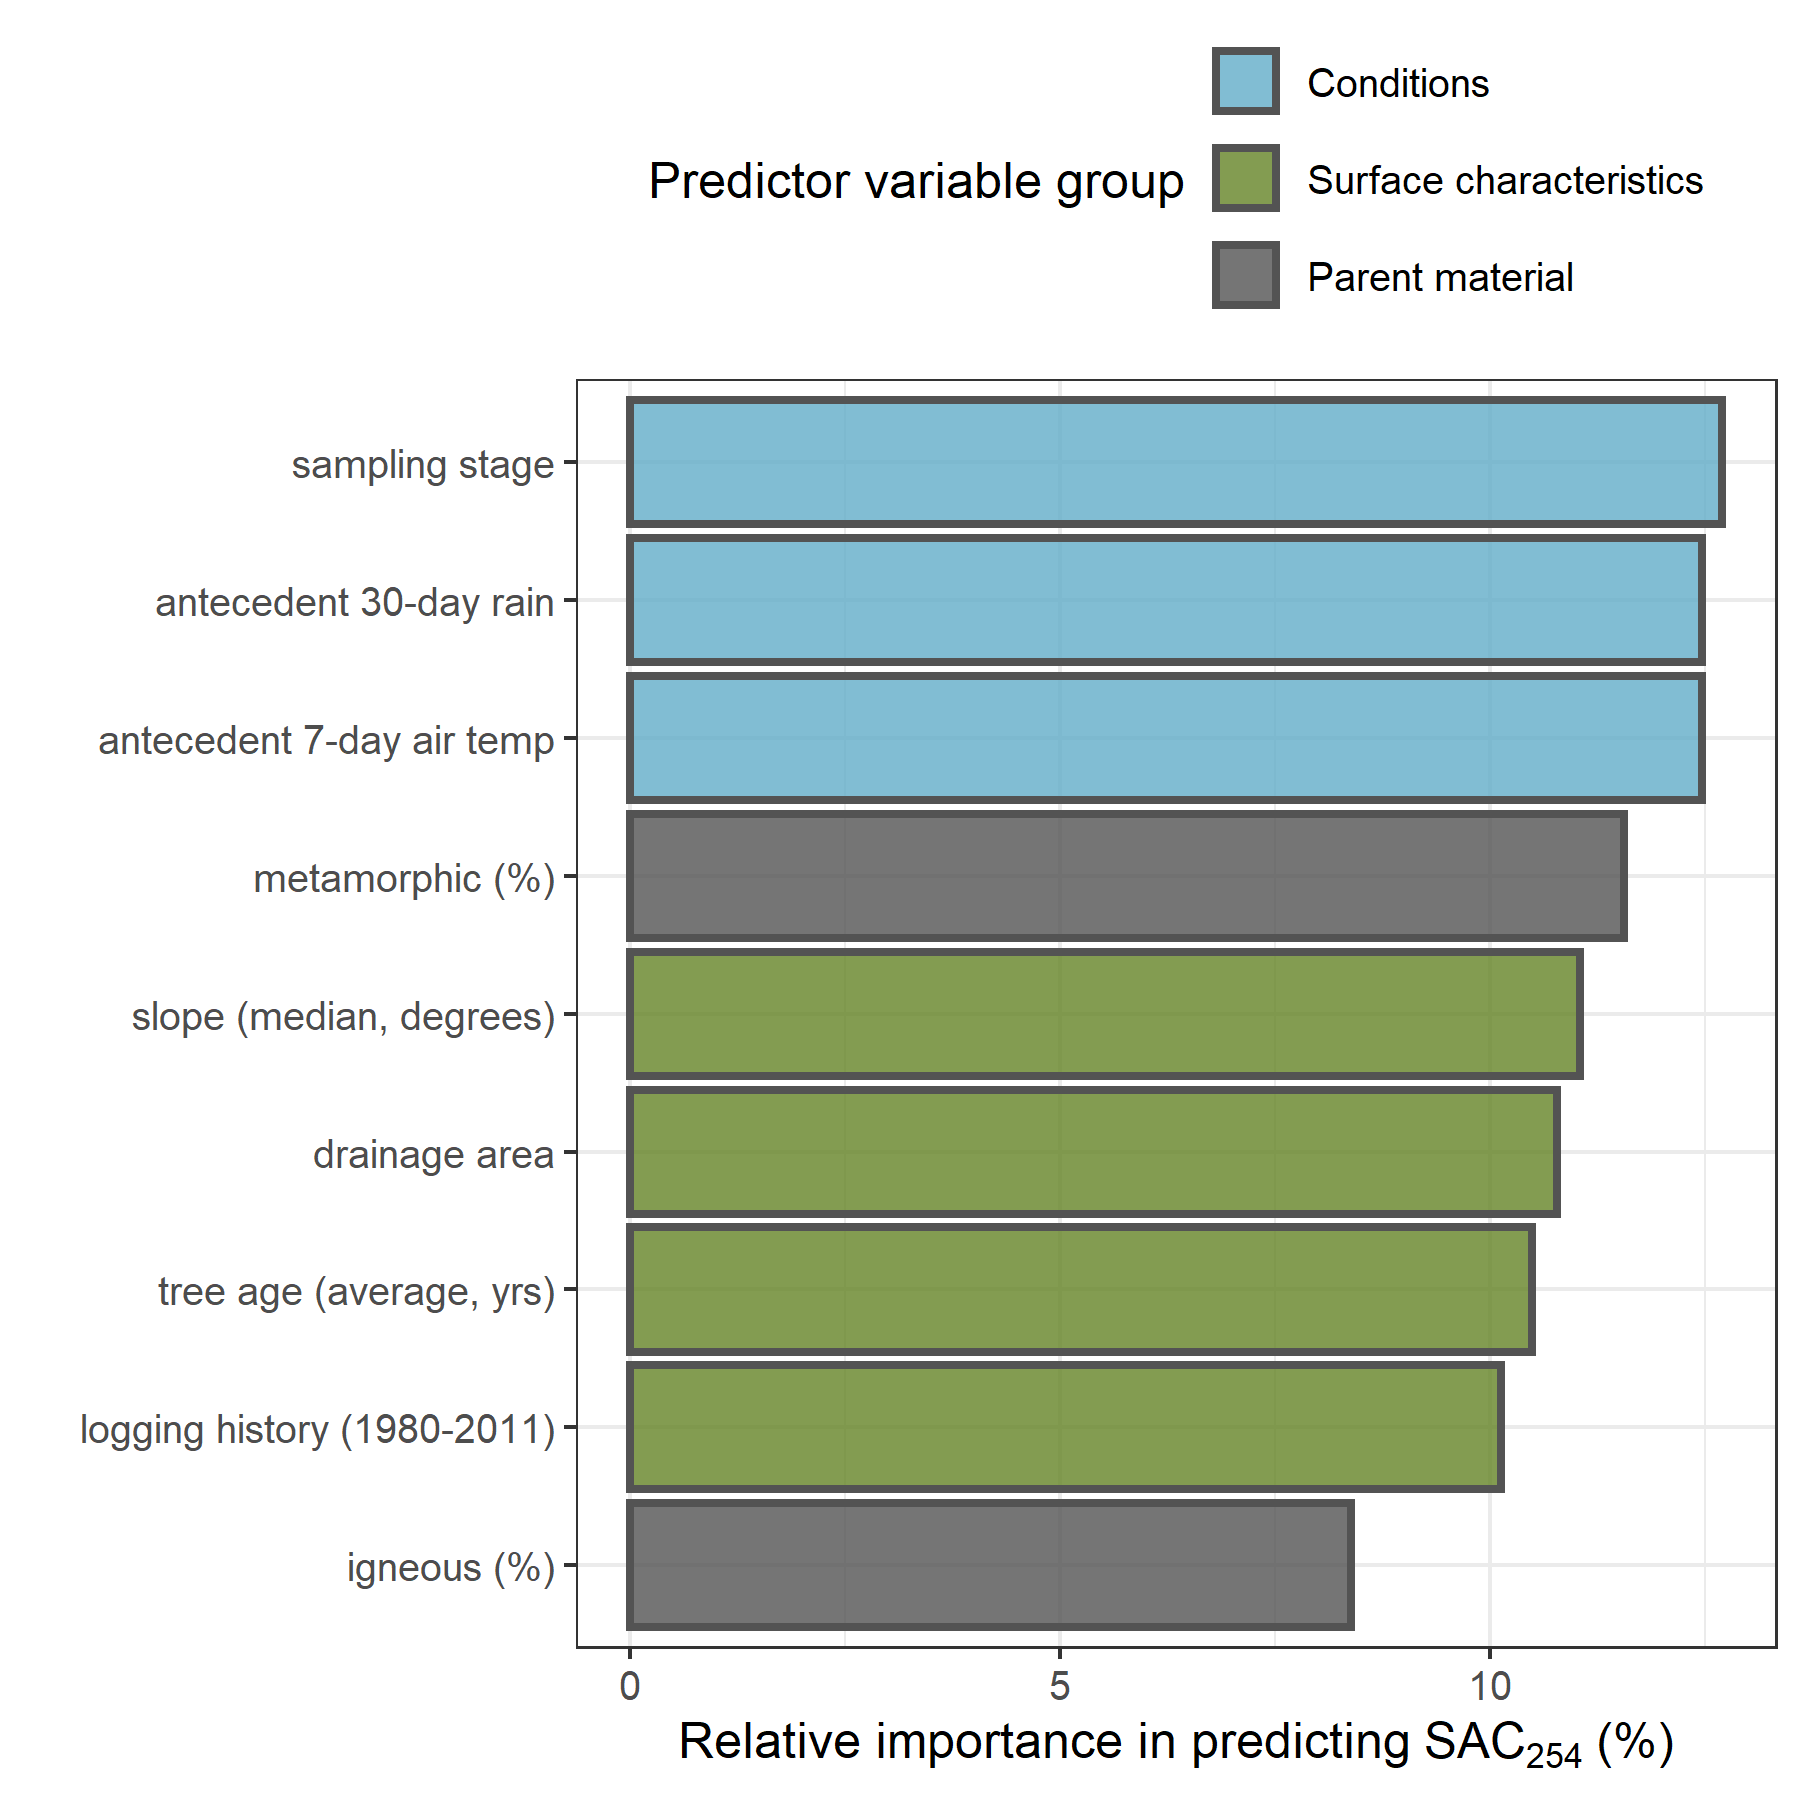 Conditions
Predictor variable group
Surface characteristics
Parent material
sampling stage
antecedent 30-day rain
antecedent 7-day air temp
metamorphic (%)
slope (median, degrees)
drainage area
tree age (average, yrs)
logging history (1980-2011)
igneous (%)
0 5 10
Relative importance in predicting SAC₂₅₄ (%)